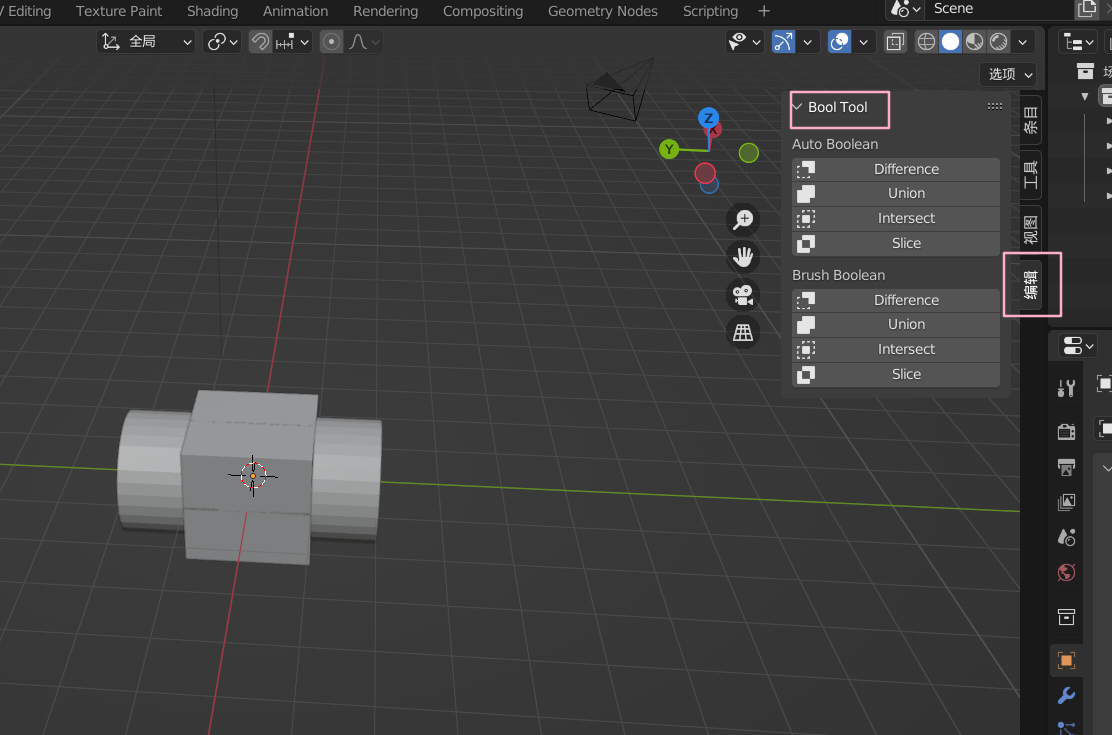 / Editing Texture Paint Shading Animation Rendering Compositing Geometry Nodes Scripting + Scene
全局
选项
Bool Tool
Auto Boolean
Difference
Union
Intersect
Slice
Brush Boolean
Difference
Union
Intersect
Slice
条目
工具
视图
编辑
Z
Y